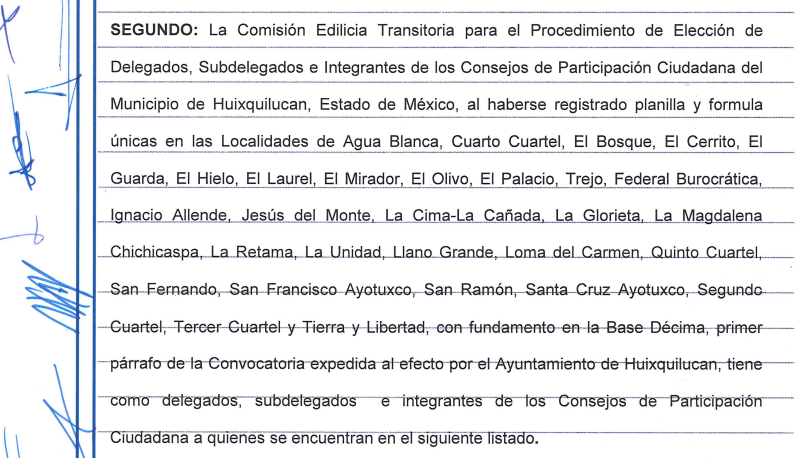 SEGUNDO: La Comisión Edilicia Transitoria para el Procedimiento de Elección de
Delegados, Subdelegados e Integrantes de los Consejos de Participación Ciudadana del
Municipio de Huixquilucan, Estado de México, al haberse registrado planilla y formula
únicas en las Localidades de Agua Blanca, Cuarto Cuartel, El Bosque, El Cerrito, El
Guarda, El Hielo, El Laurel, El Mirador, El Olivo, El Palacio, Trejo, Federal Burocrática,
Ignacio Allende, Jesús del Monte, La Cima-La Cañada, La Glorieta, La Magdalena
Chichicaspa, La Retama, La Unidad, Llano Grande, Loma del Carmen, Quinto Cuartel,
San Fernando, San Francisco Ayotuxco, San Ramón, Santa Cruz Ayotuxco, Segundo
Cuartel, Tercer Cuartel y Tierra y Libertad, con fundamento en la Base Décima, primer
párrafo de la Convocatoria expedida al efecto por el Ayuntamiento de Huixquilucan, tiene
como delegados, subdelegados e integrantes de los Consejos de Participación
Ciudadana a quienes se encuentran en el siguiente listado.